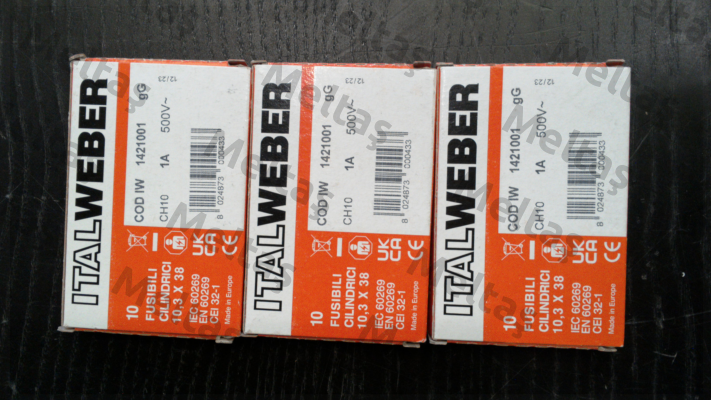 ITALWEBER
COD IW 1421001 gG
CH10 1A 500V~
12/23
8 024873 000433
10
FUSIBILI
CILINDRICI
10,3 X 38
IEC 60269
EN 60269
CEI 32-1
Made in Europe
UK
CA
CE
ITALWEBER
COD IW 1421001 gG
CH10 1A 500V~
12/23
8 024873 000433
10
FUSIBILI
CILINDRICI
10,3 X 38
IEC 60269
EN 60269
CEI 32-1
Made in Europe
UK
CA
CE
ITALWEBER
COD IW 1421001 gG
CH10 1A 500V~
12/23
8 024873 000433
10
FUSIBILI
CILINDRICI
10,3 X 38
IEC 60269
EN 60269
CEI 32-1
Made in Europe
UK
CA
CE
Meltaş